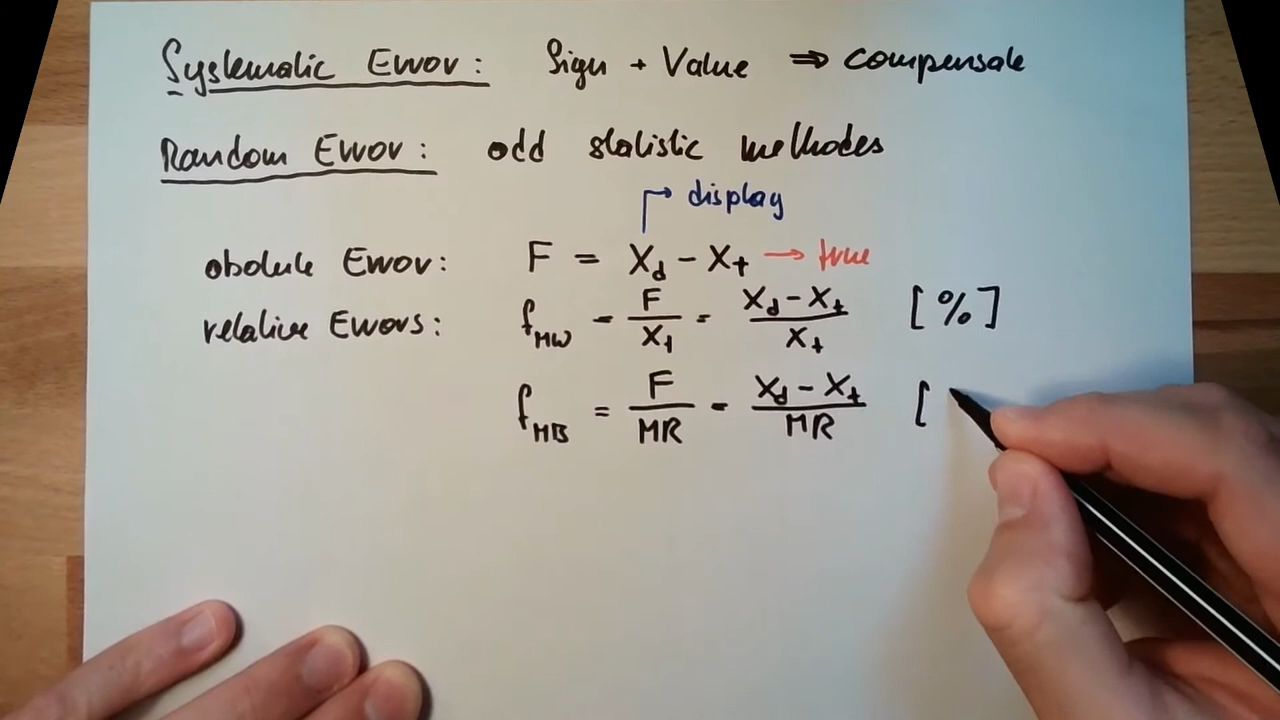 Systematic Error: Sign + Value ⇒ compensate
Random Error: odd statistic methodes
display
absolute Error: F = X_d - X_t → true
relative Errors: f_MW = F/X_t = (X_d - X_t)/X_t [%]
f_MB = F/MR = (X_d - X_t)/MR [